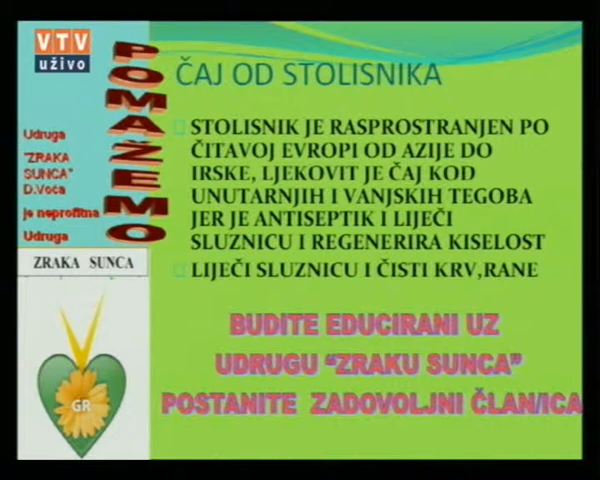 VTV
uživo
POMAŽEMO
Udruga
"ZRAKA
SUNCA"
D.Voća
je neprofitna
Udruga
ZRAKA SUNCA
GR
ČAJ OD STOLISNIKA
STOLISNIK JE RASPROSTRANJEN PO
ČITAVOJ EVROPI OD AZIJE DO
IRSKE, LJEKOVIT JE ČAJ KOD
UNUTARNJIH I VANJSKIH TEGOBA
JER JE ANTISEPTIK I LIJEČI
SLUZNICU I REGENERIRA KISELOST
LIJEČI SLUZNICU I ČISTI KRV,RANE
BUDITE EDUCIRANI UZ
UDRUGU "ZRAKU SUNCA"
POSTANITE ZADOVOLJNI ČLAN/ICA